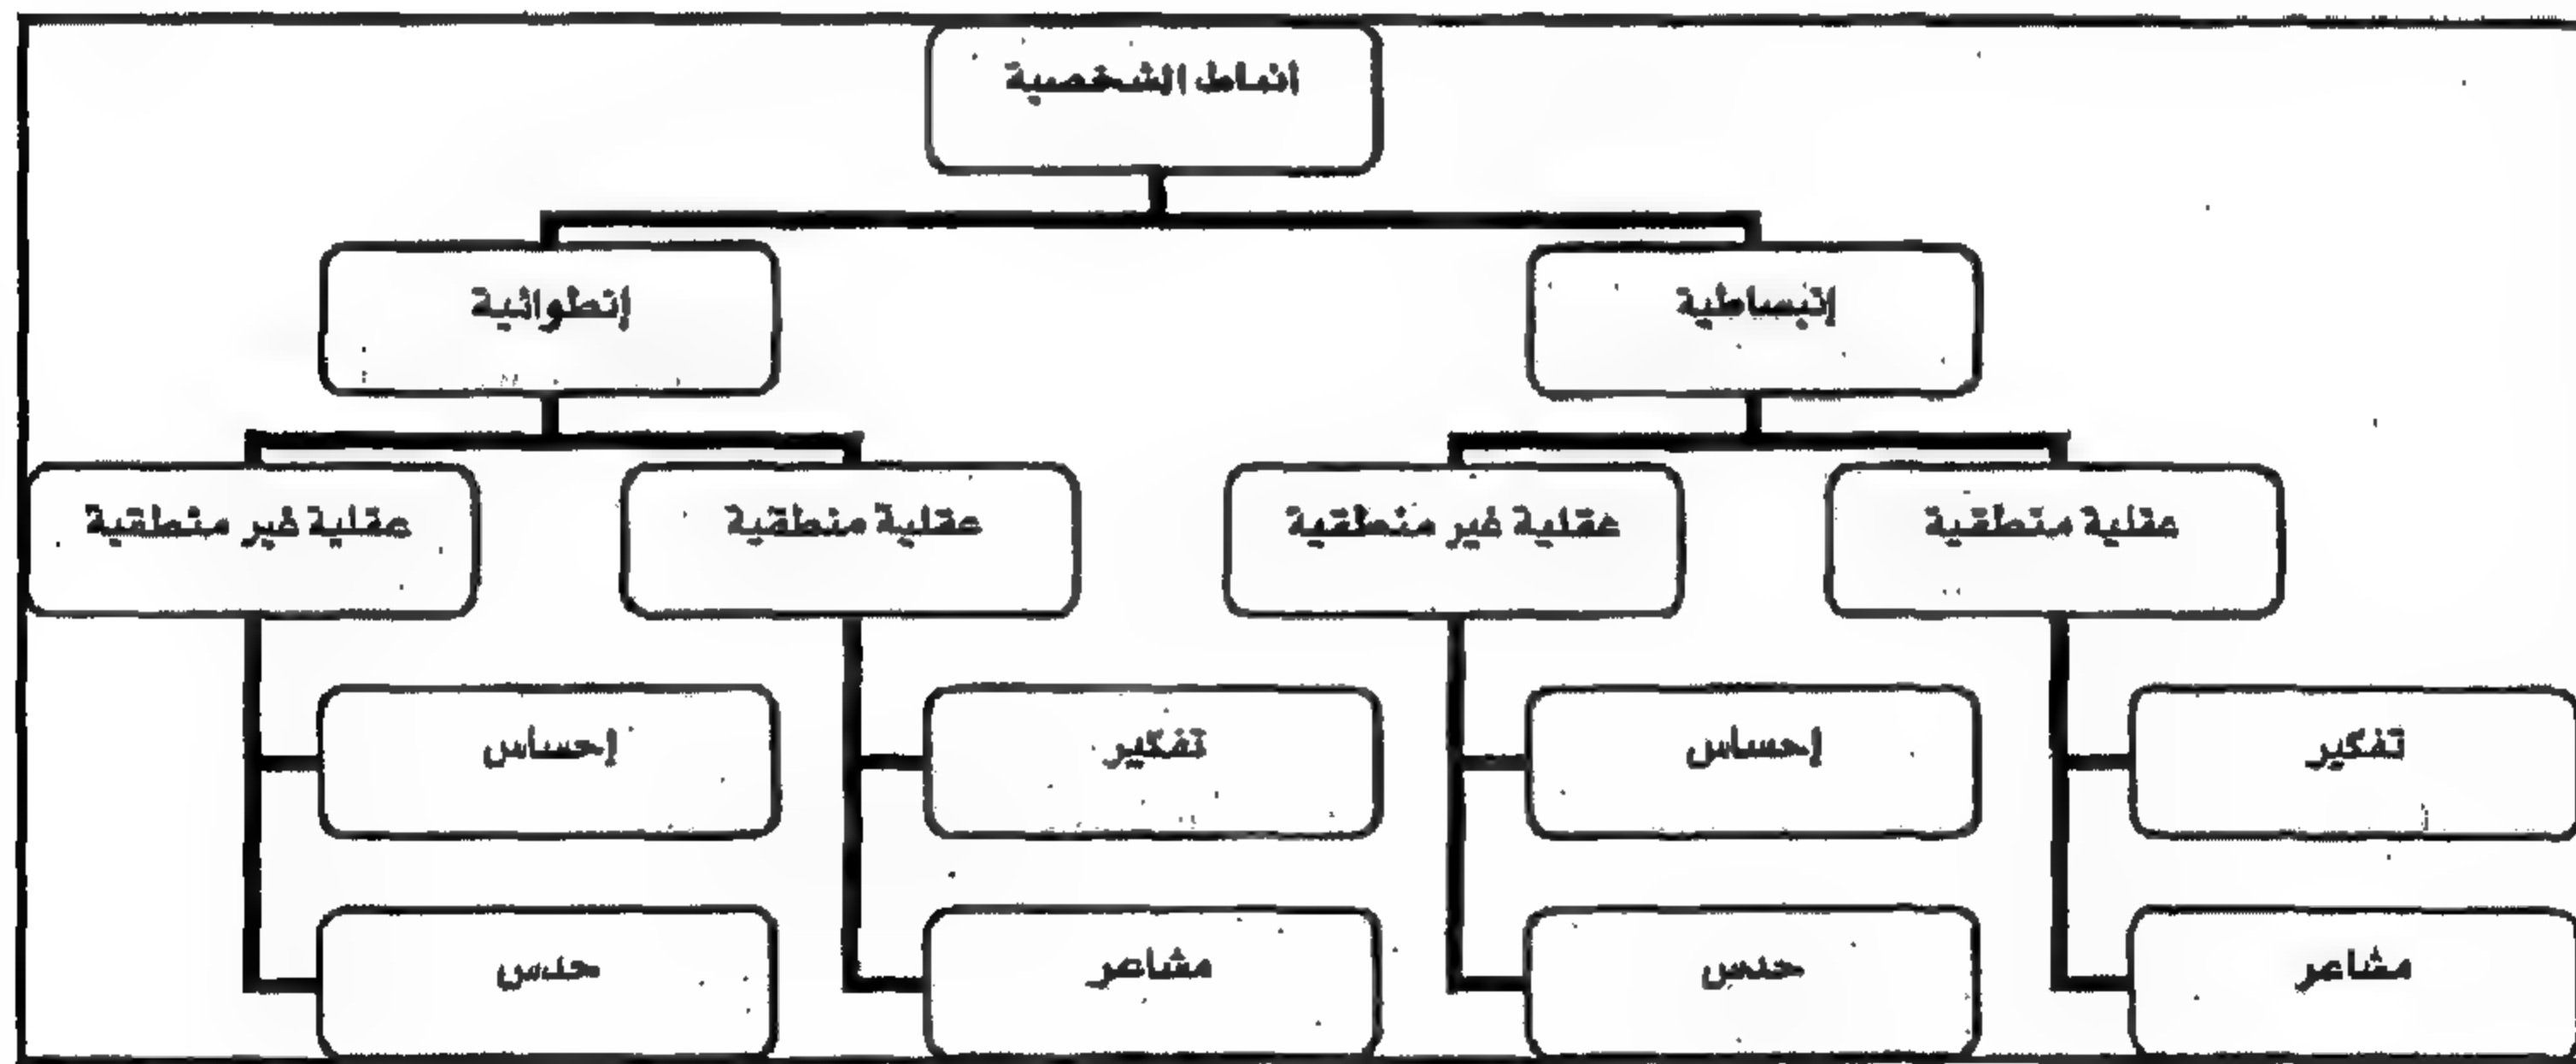 انماط الشخصية
إنبساطية
إنطوائية
عقلية منطقية
عقلية غير منطقية
عقلية منطقية
عقلية غير منطقية
تفكير
إحساس
تفكير
إحساس
مشاعر
حدس
مشاعر
حدس